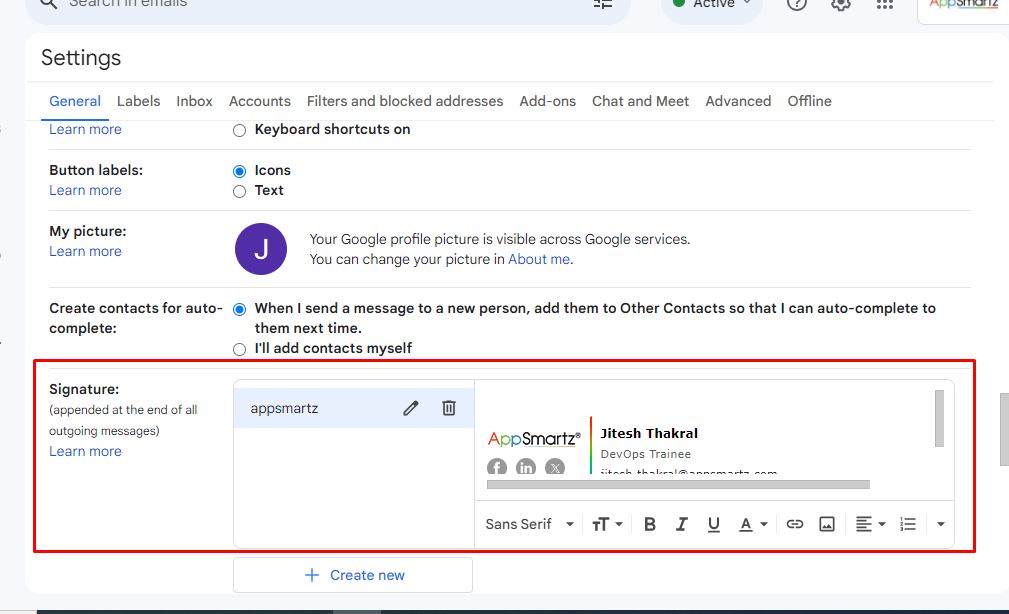 Search in emails
Active
AppSmartz
Settings
General Labels Inbox Accounts Filters and blocked addresses Add-ons Chat and Meet Advanced Offline
Learn more
Keyboard shortcuts on
Button labels:
Learn more
Icons
Text
My picture:
Learn more
J
Your Google profile picture is visible across Google services.
You can change your picture in About me.
Create contacts for auto-
complete:
When I send a message to a new person, add them to Other Contacts so that I can auto-complete to
them next time.
I'll add contacts myself
Signature:
(appended at the end of all
outgoing messages)
Learn more
appsmartz
AppSmartz®
Jitesh Thakral
DevOps Trainee
jitesh.thakral@appsmartz.com
Sans Serif
Create new